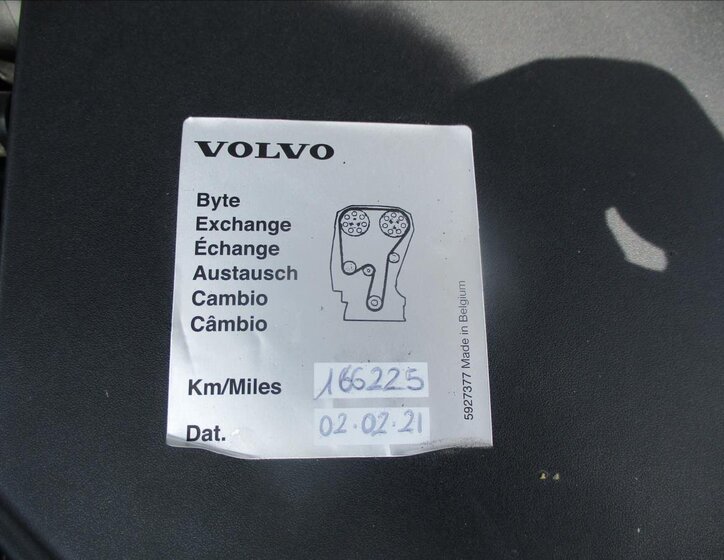 VOLVO
Byte
Exchange
Échange
Austausch
Cambio
Câmbio
Km/Miles 166225
Dat. 02.02.21
5927377 Made in Belgium